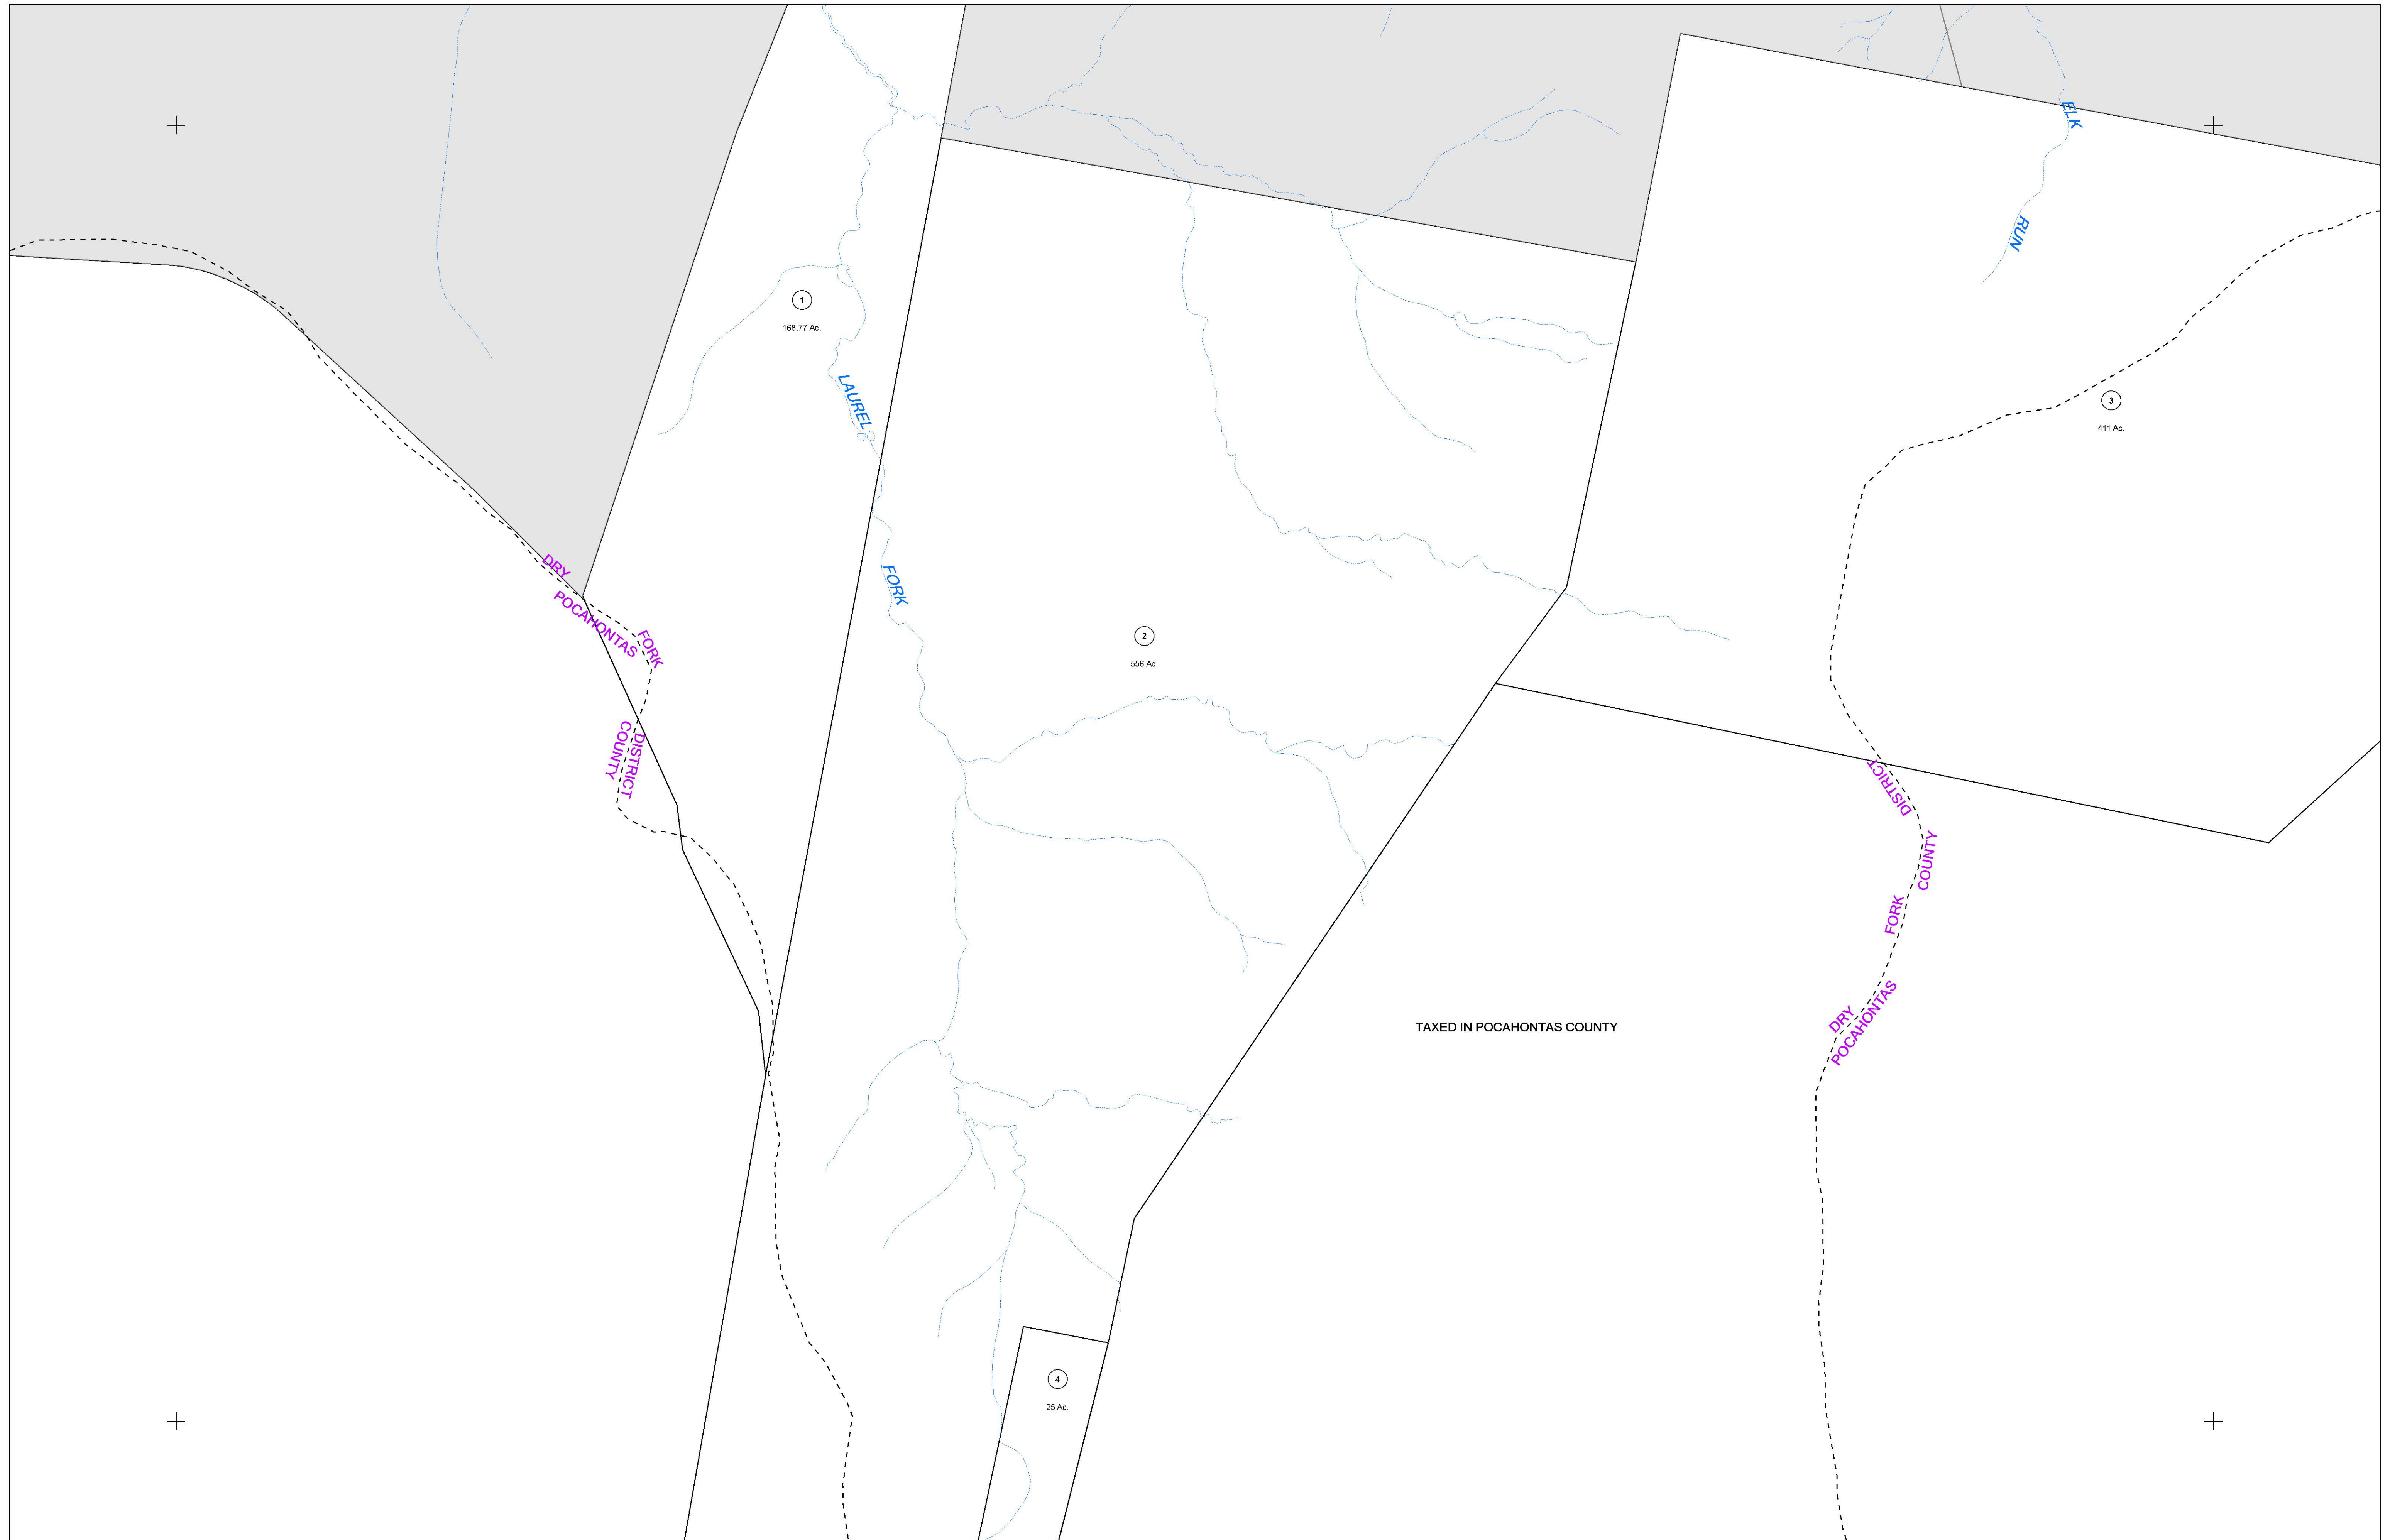 ELK
RUN
1
168.77 Ac.
LAUREL
FORK
3
411 Ac.
DRY
FORK
DISTRICT
POCAHONTAS
COUNTY
2
556 Ac.
DISTRICT
COUNTY
FORK
DRY
POCAHONTAS
TAXED IN POCAHONTAS COUNTY
4
25 Ac.